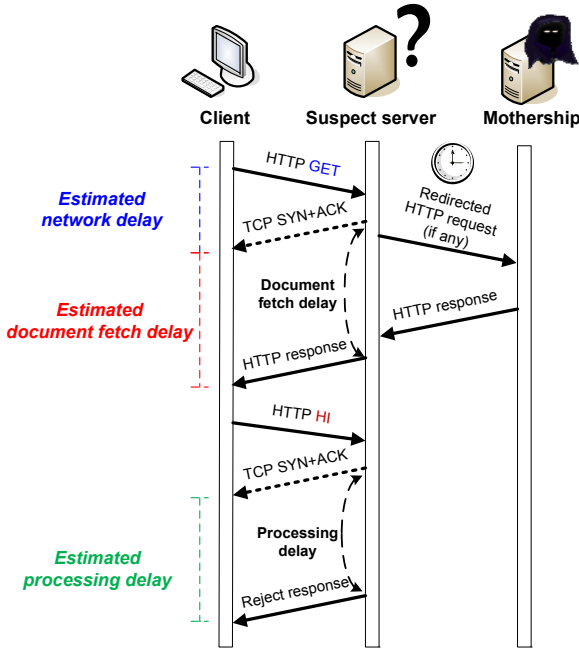 ?
Client
Suspect server
Mothership
HTTP GET
Estimated
network delay
TCP SYN+ACK
Redirected
HTTP request
(if any)
Document
fetch delay
Estimated
document fetch delay
HTTP response
HTTP response
HTTP HI
TCP SYN+ACK
Processing
delay
Estimated
processing delay
Reject response